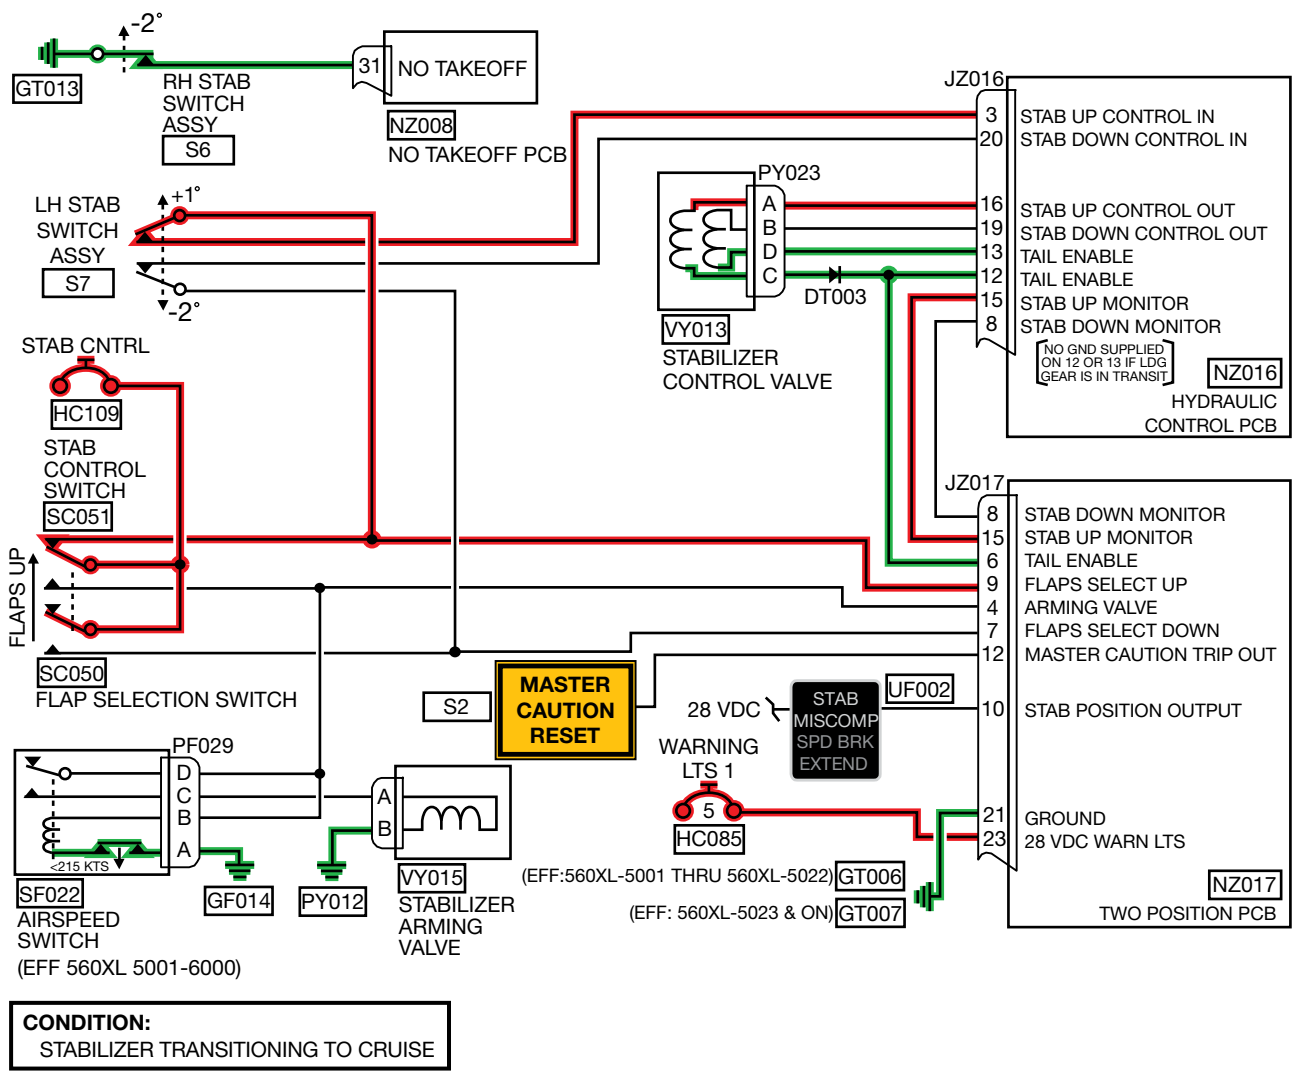 -2°
GT013
RH STAB
SWITCH
ASSY
S6
31
NO TAKEOFF
NZ008
NO TAKEOFF PCB
LH STAB
SWITCH
ASSY
S7
+1°
-2°
STAB CNTRL
HC109
STAB
CONTROL
SWITCH
SC051
FLAPS UP
SC050
FLAP SELECTION SWITCH
PY023
A
B
D
C
DT003
VY013
STABILIZER
CONTROL VALVE
JZ016
3 STAB UP CONTROL IN
20 STAB DOWN CONTROL IN
16 STAB UP CONTROL OUT
19 STAB DOWN CONTROL OUT
13 TAIL ENABLE
12 TAIL ENABLE
15 STAB UP MONITOR
8 STAB DOWN MONITOR
NO GND SUPPLIED
ON 12 OR 13 IF LDG
GEAR IS IN TRANSIT
NZ016
HYDRAULIC
CONTROL PCB
JZ017
8 STAB DOWN MONITOR
15 STAB UP MONITOR
6 TAIL ENABLE
9 FLAPS SELECT UP
4 ARMING VALVE
7 FLAPS SELECT DOWN
12 MASTER CAUTION TRIP OUT
10 STAB POSITION OUTPUT
21 GROUND
23 28 VDC WARN LTS
NZ017
TWO POSITION PCB
S2
MASTER
CAUTION
RESET
28 VDC
STAB
MISCOMP
SPD BRK
EXTEND
UF002
WARNING
LTS 1
5
HC085
(EFF:560XL-5001 THRU 560XL-5022) GT006
(EFF: 560XL-5023 & ON) GT007
PF029
D
C
B
A
<215 KTS
SF022
AIRSPEED
SWITCH
(EFF 560XL 5001-6000)
GF014
PY012
A
B
VY015
STABILIZER
ARMING
VALVE
CONDITION:
STABILIZER TRANSITIONING TO CRUISE